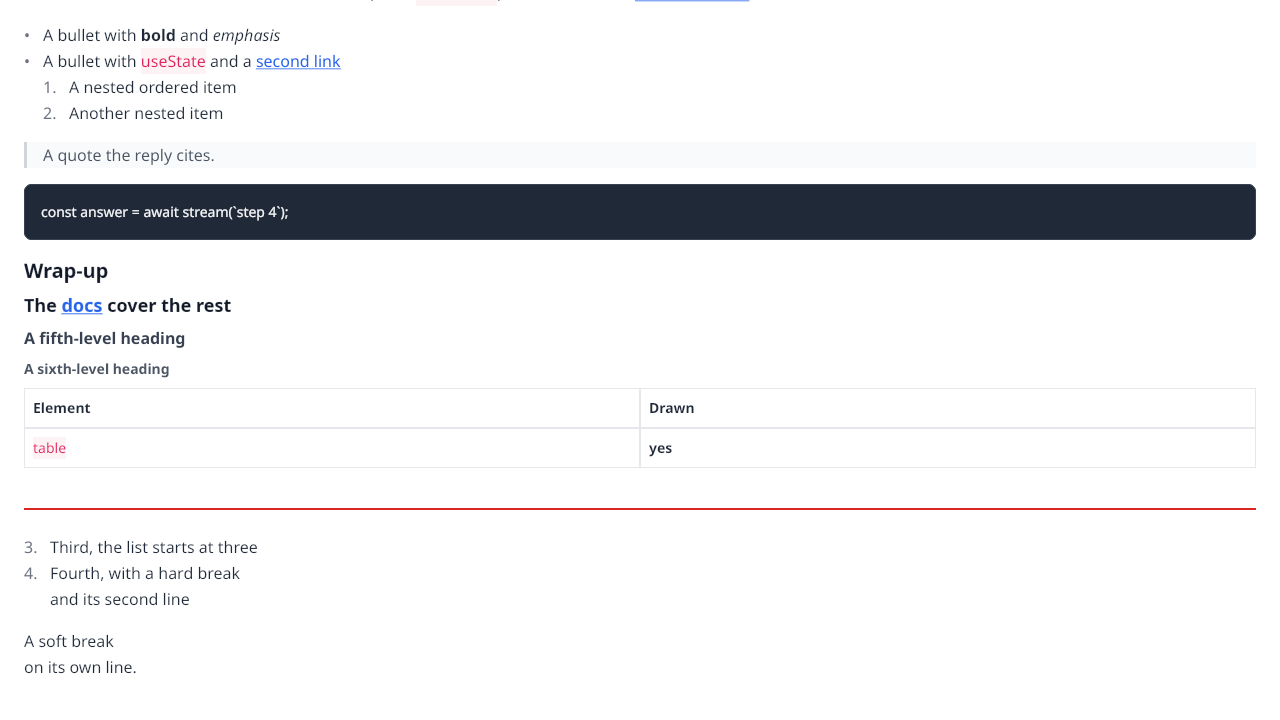 • A bullet with bold and emphasis
• A bullet with useState and a second link
1. A nested ordered item
2. Another nested item
A quote the reply cites.
const answer = await stream(`step 4`);
Wrap-up
The docs cover the rest
A fifth-level heading
A sixth-level heading
Element Drawn
table yes
3. Third, the list starts at three
4. Fourth, with a hard break
and its second line
A soft break
on its own line.